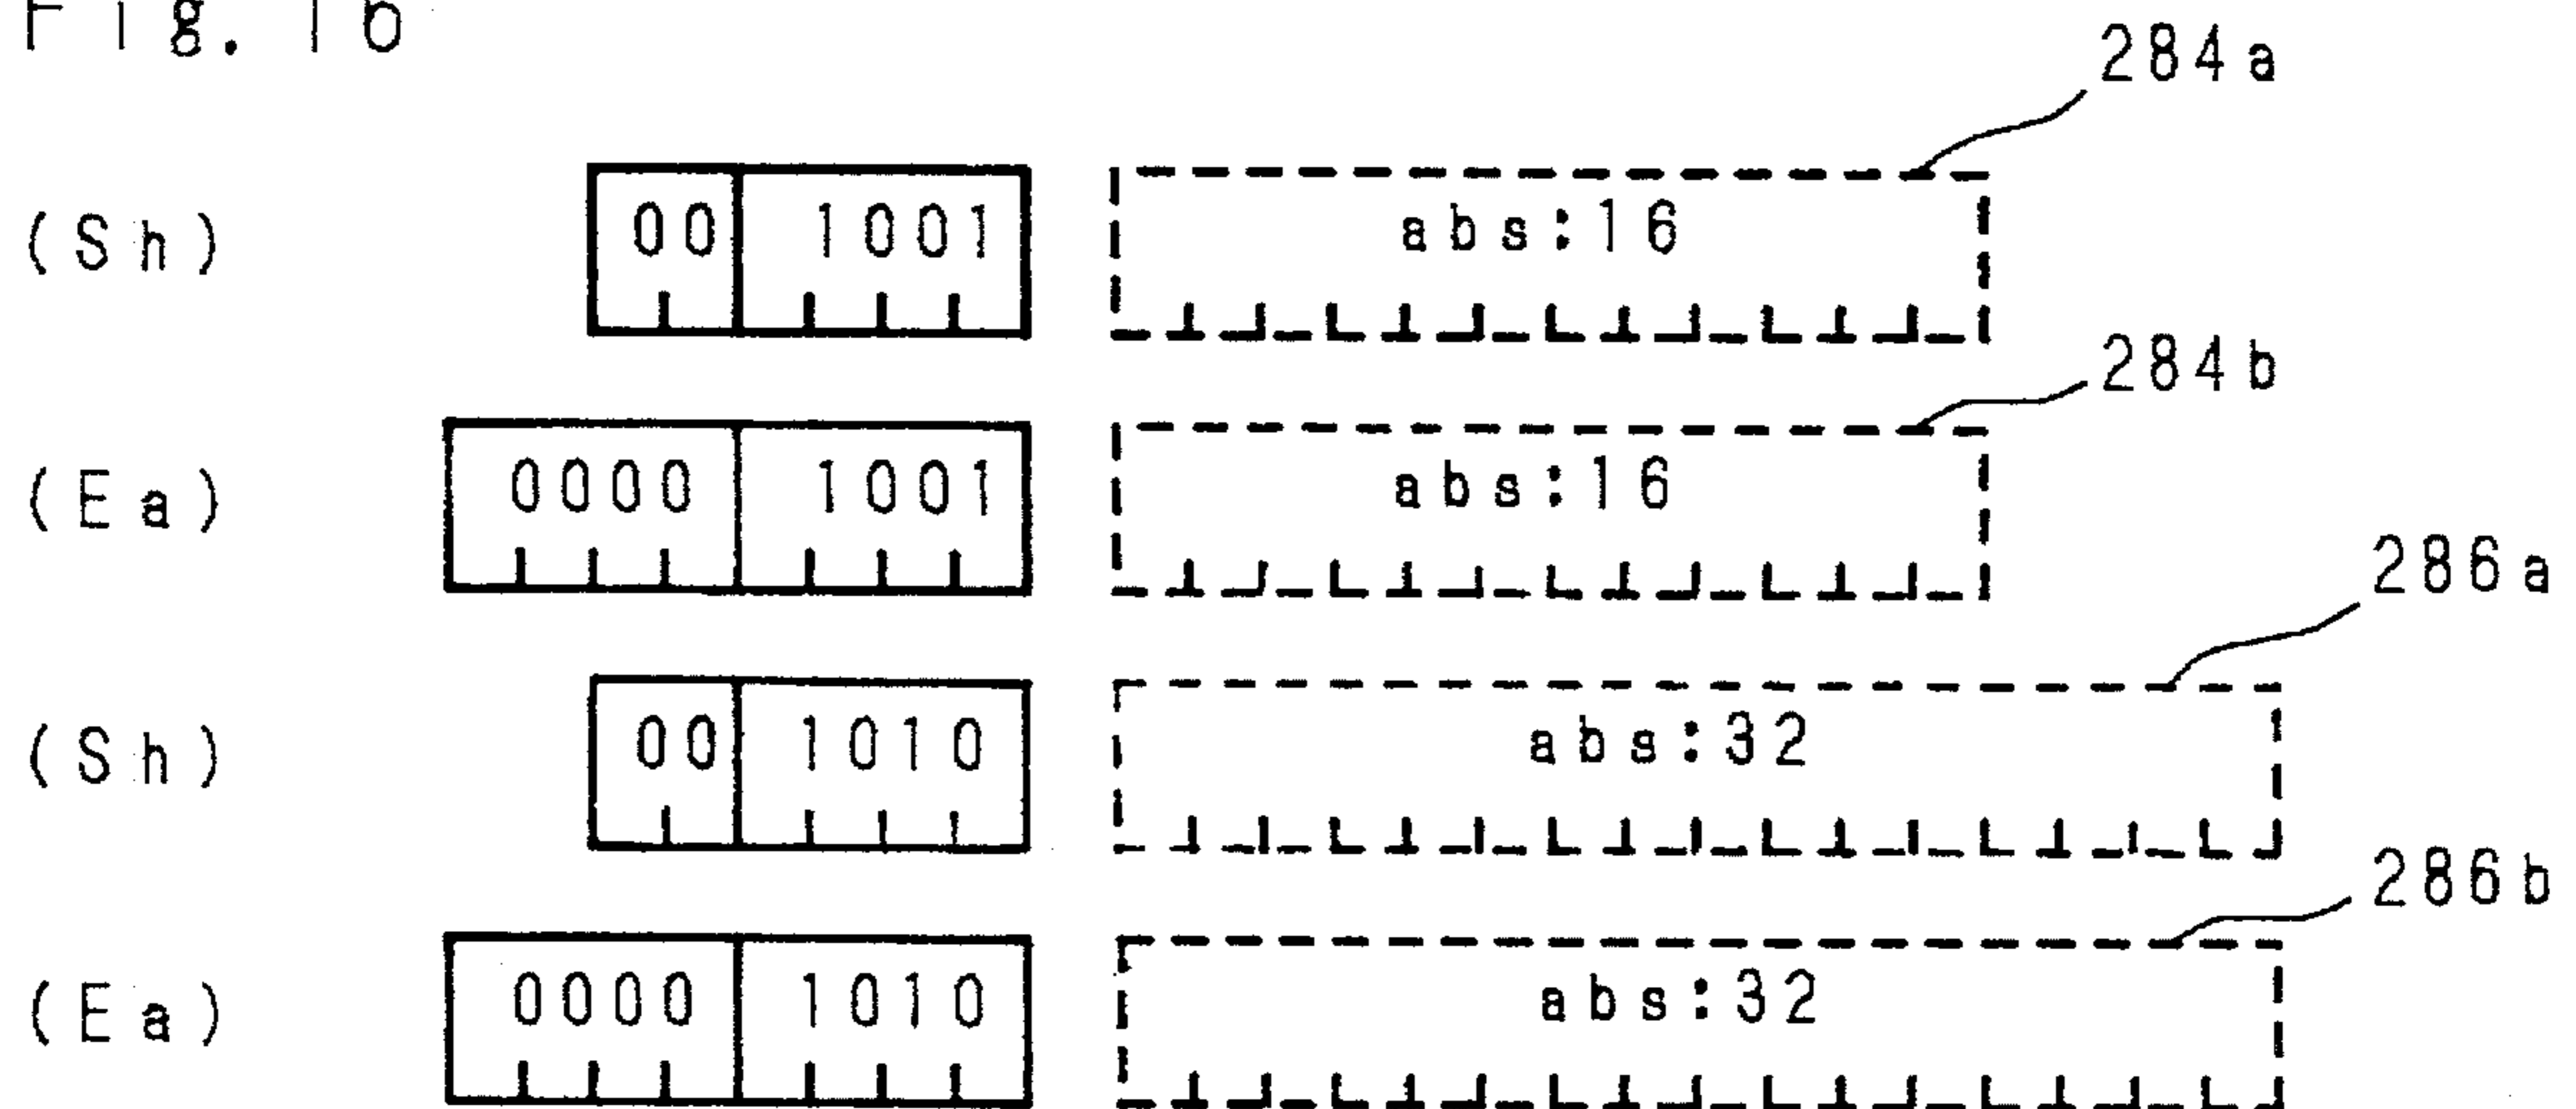 Fig. 16
284a
(Sh) 00 1001 abs:16
284b
(Ea) 0000 1001 abs:16
286a
(Sh) 00 1010 abs:32
286b
(Ea) 0000 1010 abs:32